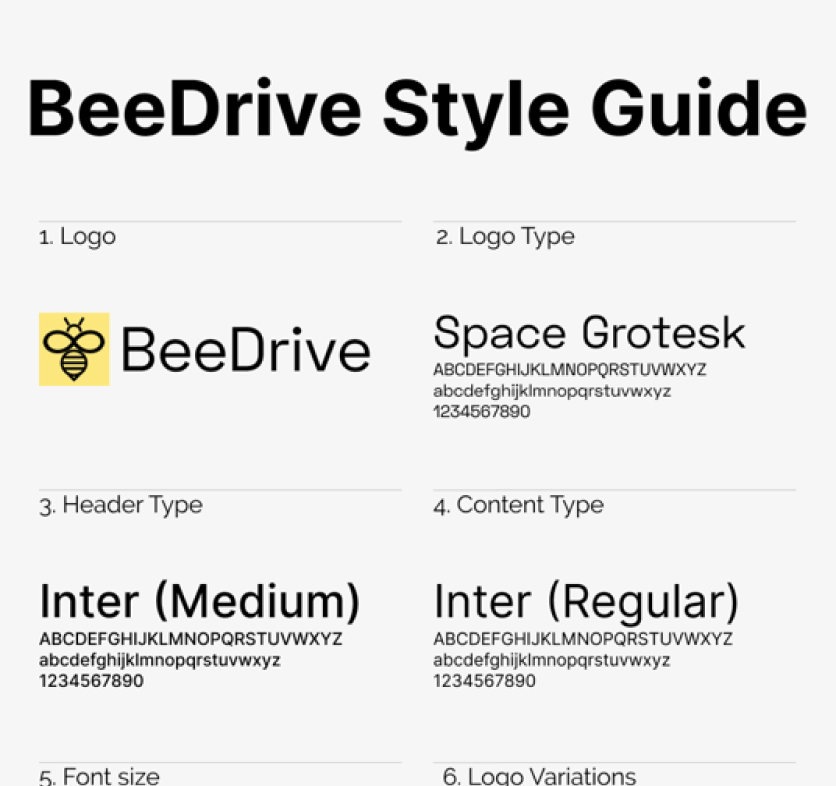 BeeDrive Style Guide
1. Logo
2. Logo Type
BeeDrive
Space Grotesk
ABCDEFGHIJKLMNOPQRSTUVWXYZ
abcdefghijklmnopqrstuvwxyz
1234567890
3. Header Type
4. Content Type
Inter (Medium)
ABCDEFGHIJKLMNOPQRSTUVWXYZ
abcdefghijklmnopqrstuvwxyz
1234567890
Inter (Regular)
ABCDEFGHIJKLMNOPQRSTUVWXYZ
abcdefghijklmnopqrstuvwxyz
1234567890
5. Font size
6. Logo Variations